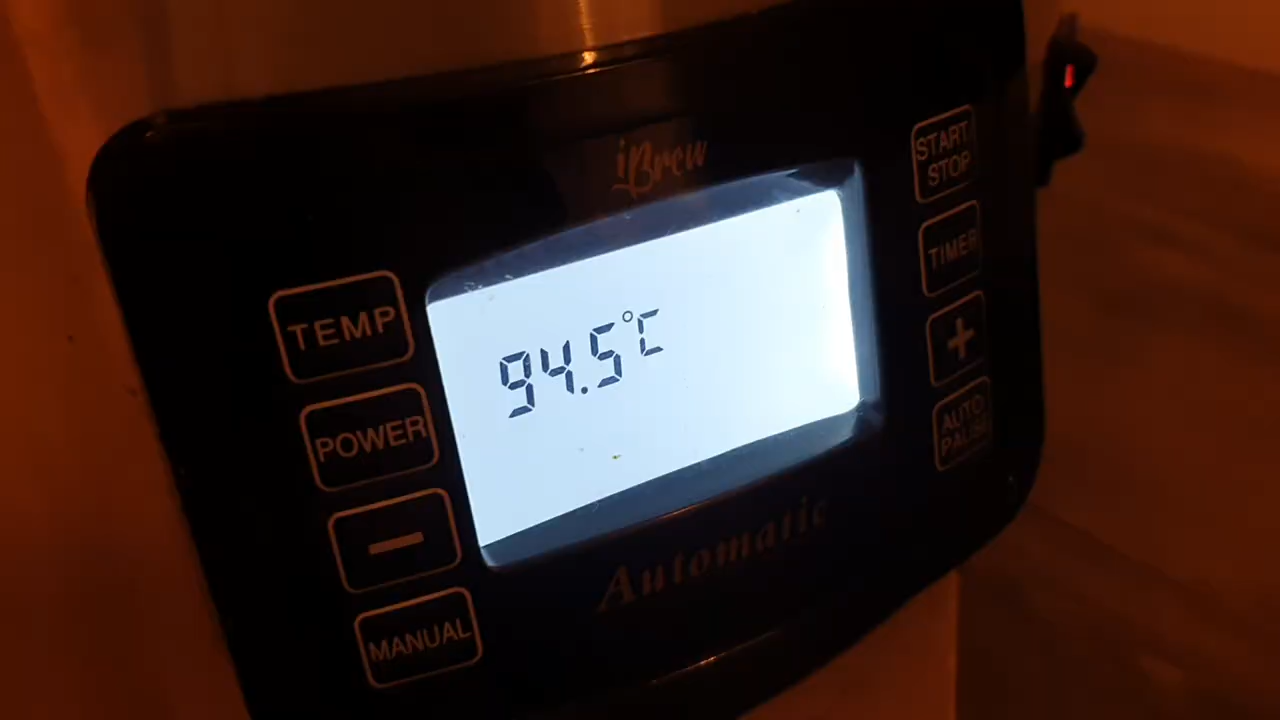 iBrew
START
STOP
TIMER
+
AUTO
PAUSE
94.5°C
TEMP
POWER
-
MANUAL
Automatic